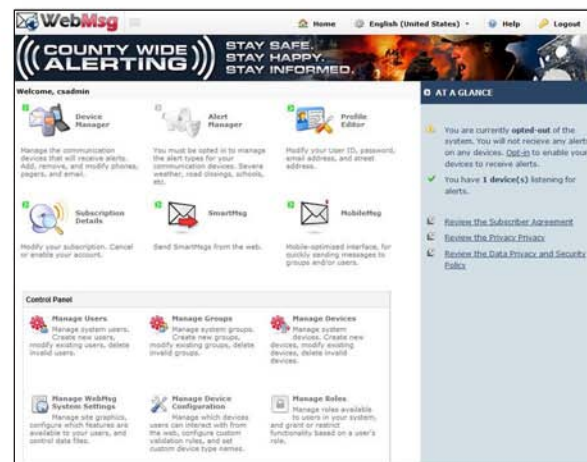 WebMsg
Home English (United States) Help Logout
((( COUNTY WIDE ALERTING )))
STAY SAFE.
STAY HAPPY.
STAY INFORMED.
Welcome, csadmin
Device Manager
Manage the communication
devices that will receive alerts.
Add, remove, and modify phones,
pagers, and email.
Alert Manager
You must be opted in to manage
the alert types for your
communication devices. Severe
weather, road closings, schools,
etc.
Profile Editor
Modify your User ID, password,
email address, and street
address.
Subscription Details
Modify your subscription. Cancel
or enable your account.
SmartMsg
Send SmartMsgs from the web.
MobileMsg
Mobile-optimized interface, for
quickly sending messages to
groups and/or users.
Control Panel
Manage Users
Manage system users.
Create new users,
modify existing users, delete
invalid users.
Manage Groups
Manage system groups.
Create new groups,
modify existing groups, delete
invalid groups.
Manage Devices
Manage system
devices. Create new
devices, modify existing
devices, delete invalid
devices.
Manage WebMsg
System Settings
Manage site graphics,
configure which features are
available to your users, and
control data files.
Manage Device
Configuration
Manage which devices
users can interact with from
the web, configure custom
validation rules, and set
custom device type names.
Manage Roles
Manage roles available
to users in your system,
and grant or restrict
functionality based on a user's
role.
AT A GLANCE
You are currently opted-out of the
system. You will not recieve any alerts
on any devices. Opt-in to enable your
devices to receive alerts.
You have 1 device(s) listening for
alerts.
Review the Subscriber Agreement
Review the Privacy Privacy
Review the Data Privacy and Security
Policy